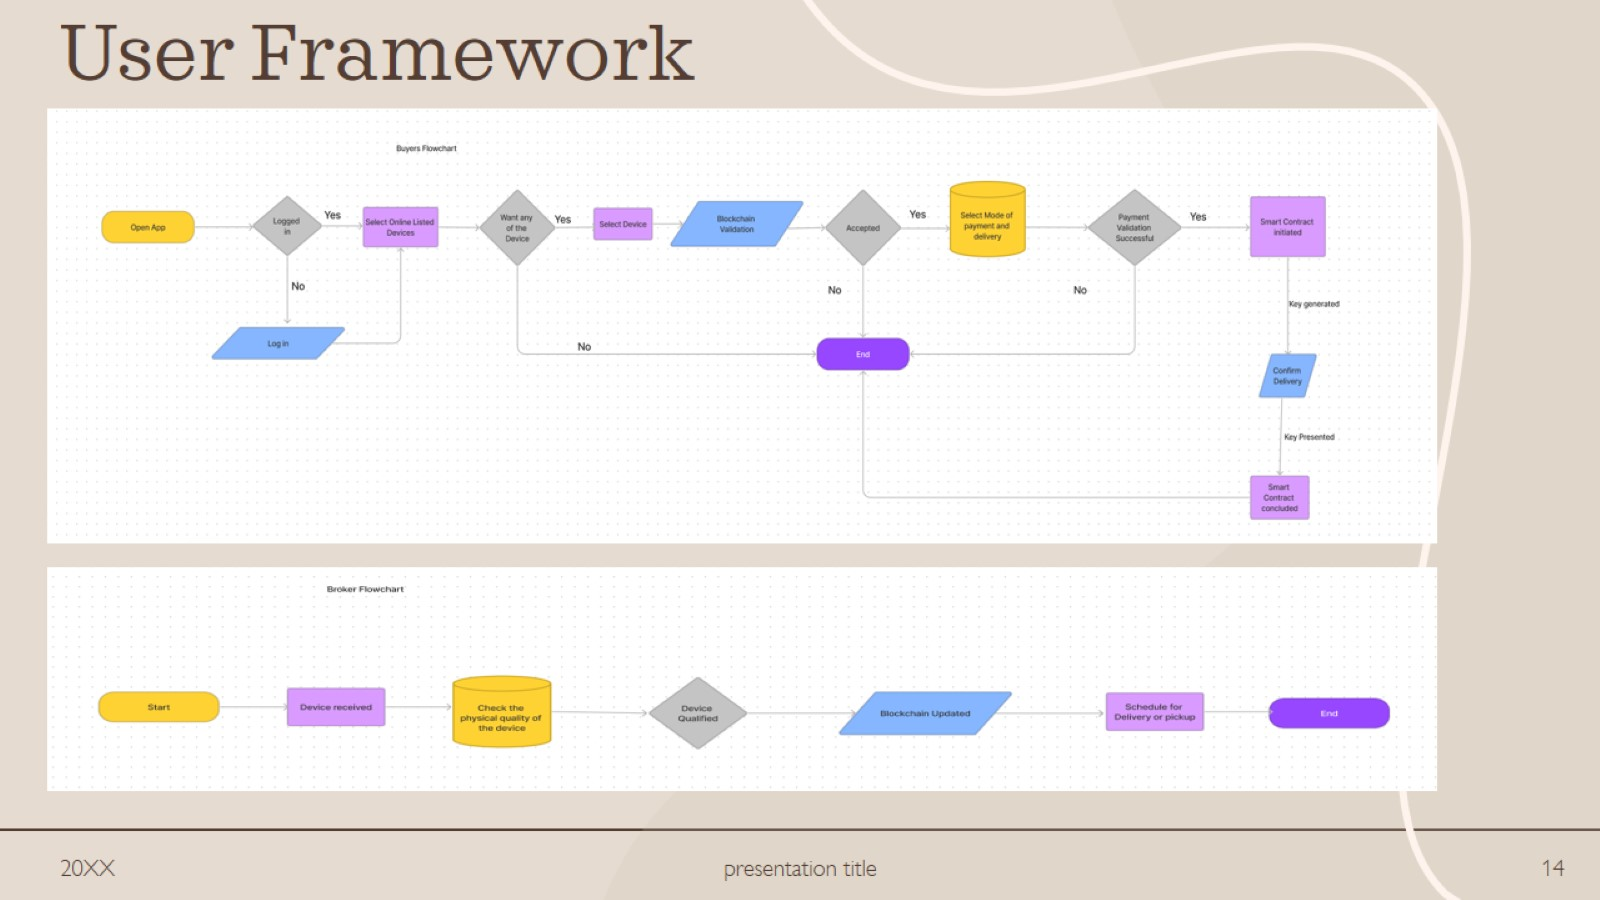 User Framework
Buyers Flowchart
Open App
Logged
in
Yes
Select Online Listed
Devices
Want any
of the
Device
Yes
Select Device
Blockchain
Validation
Accepted
Yes
Select Mode of
payment and
delivery
Payment
Validation
Successful
Yes
Smart Contract
initiated
No
No
No
Key generated
Log in
No
End
Confirm
Delivery
Key Presented
Smart
Contract
concluded
Broker Flowchart
Start
Device received
Check the
physical quality of
the device
Device
Qualified
Blockchain Updated
Schedule for
Delivery or pickup
End
20XX
presentation title
14